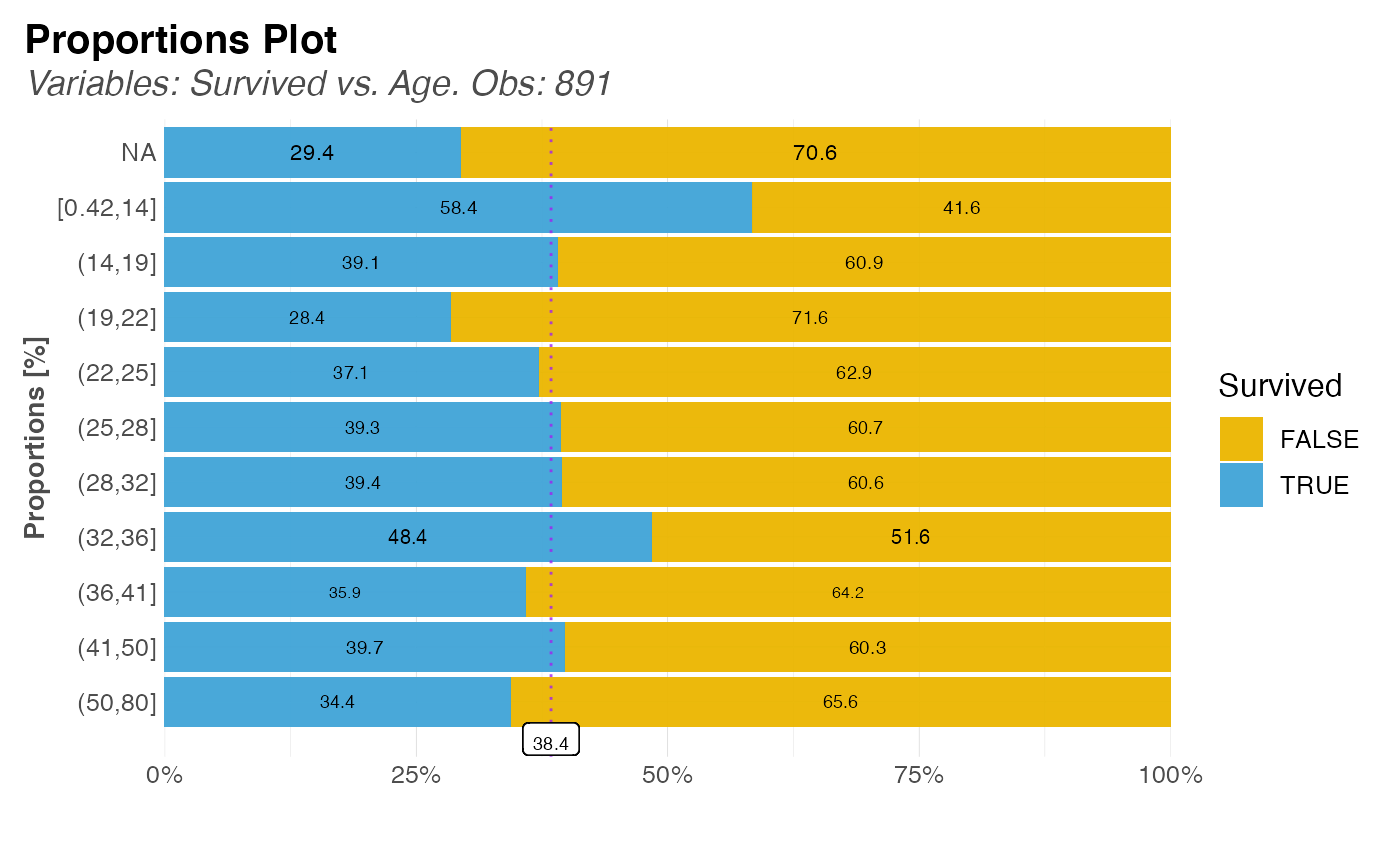 Proportions Plot
Variables: Survived vs. Age. Obs: 891
Proportions [%]
NA 29.4 70.6
[0.42,14] 58.4 41.6
(14,19] 39.1 60.9
(19,22] 28.4 71.6
(22,25] 37.1 62.9
(25,28] 39.3 60.7
(28,32] 39.4 60.6
(32,36] 48.4 51.6
(36,41] 35.9 64.2
(41,50] 39.7 60.3
(50,80] 34.4 65.6
38.4
0% 25% 50% 75% 100%
Survived
FALSE
TRUE